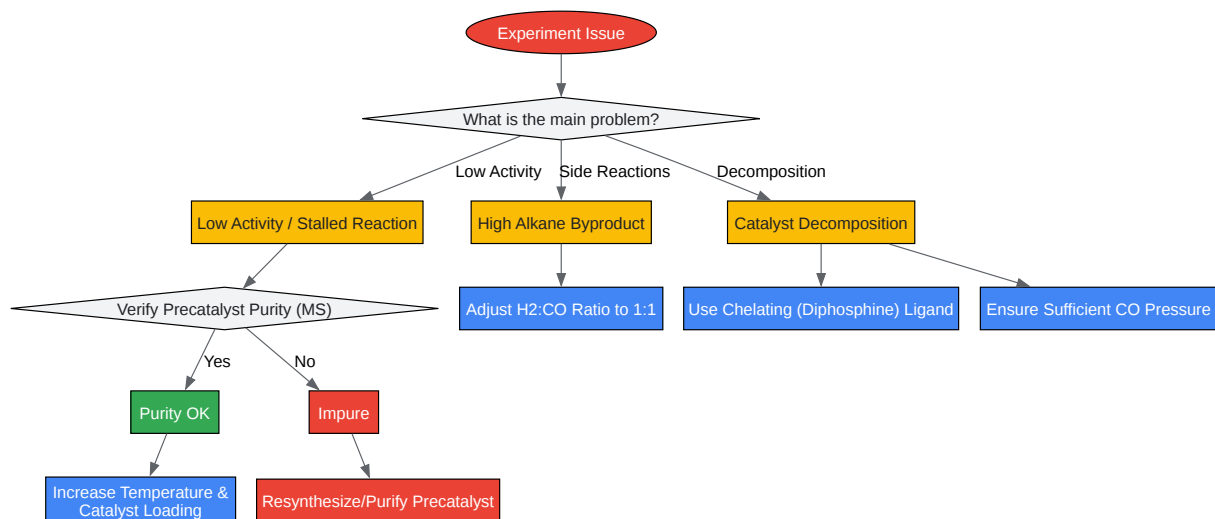 Experiment Issue
What is the main problem?
Low Activity
Side Reactions
Decomposition
Low Activity / Stalled Reaction
High Alkane Byproduct
Catalyst Decomposition
Verify Precatalyst Purity (MS)
Adjust H2:CO Ratio to 1:1
Use Chelating (Diphosphine) Ligand
Ensure Sufficient CO Pressure
Yes
No
Purity OK
Impure
Increase Temperature &
Catalyst Loading
Resynthesize/Purify Precatalyst